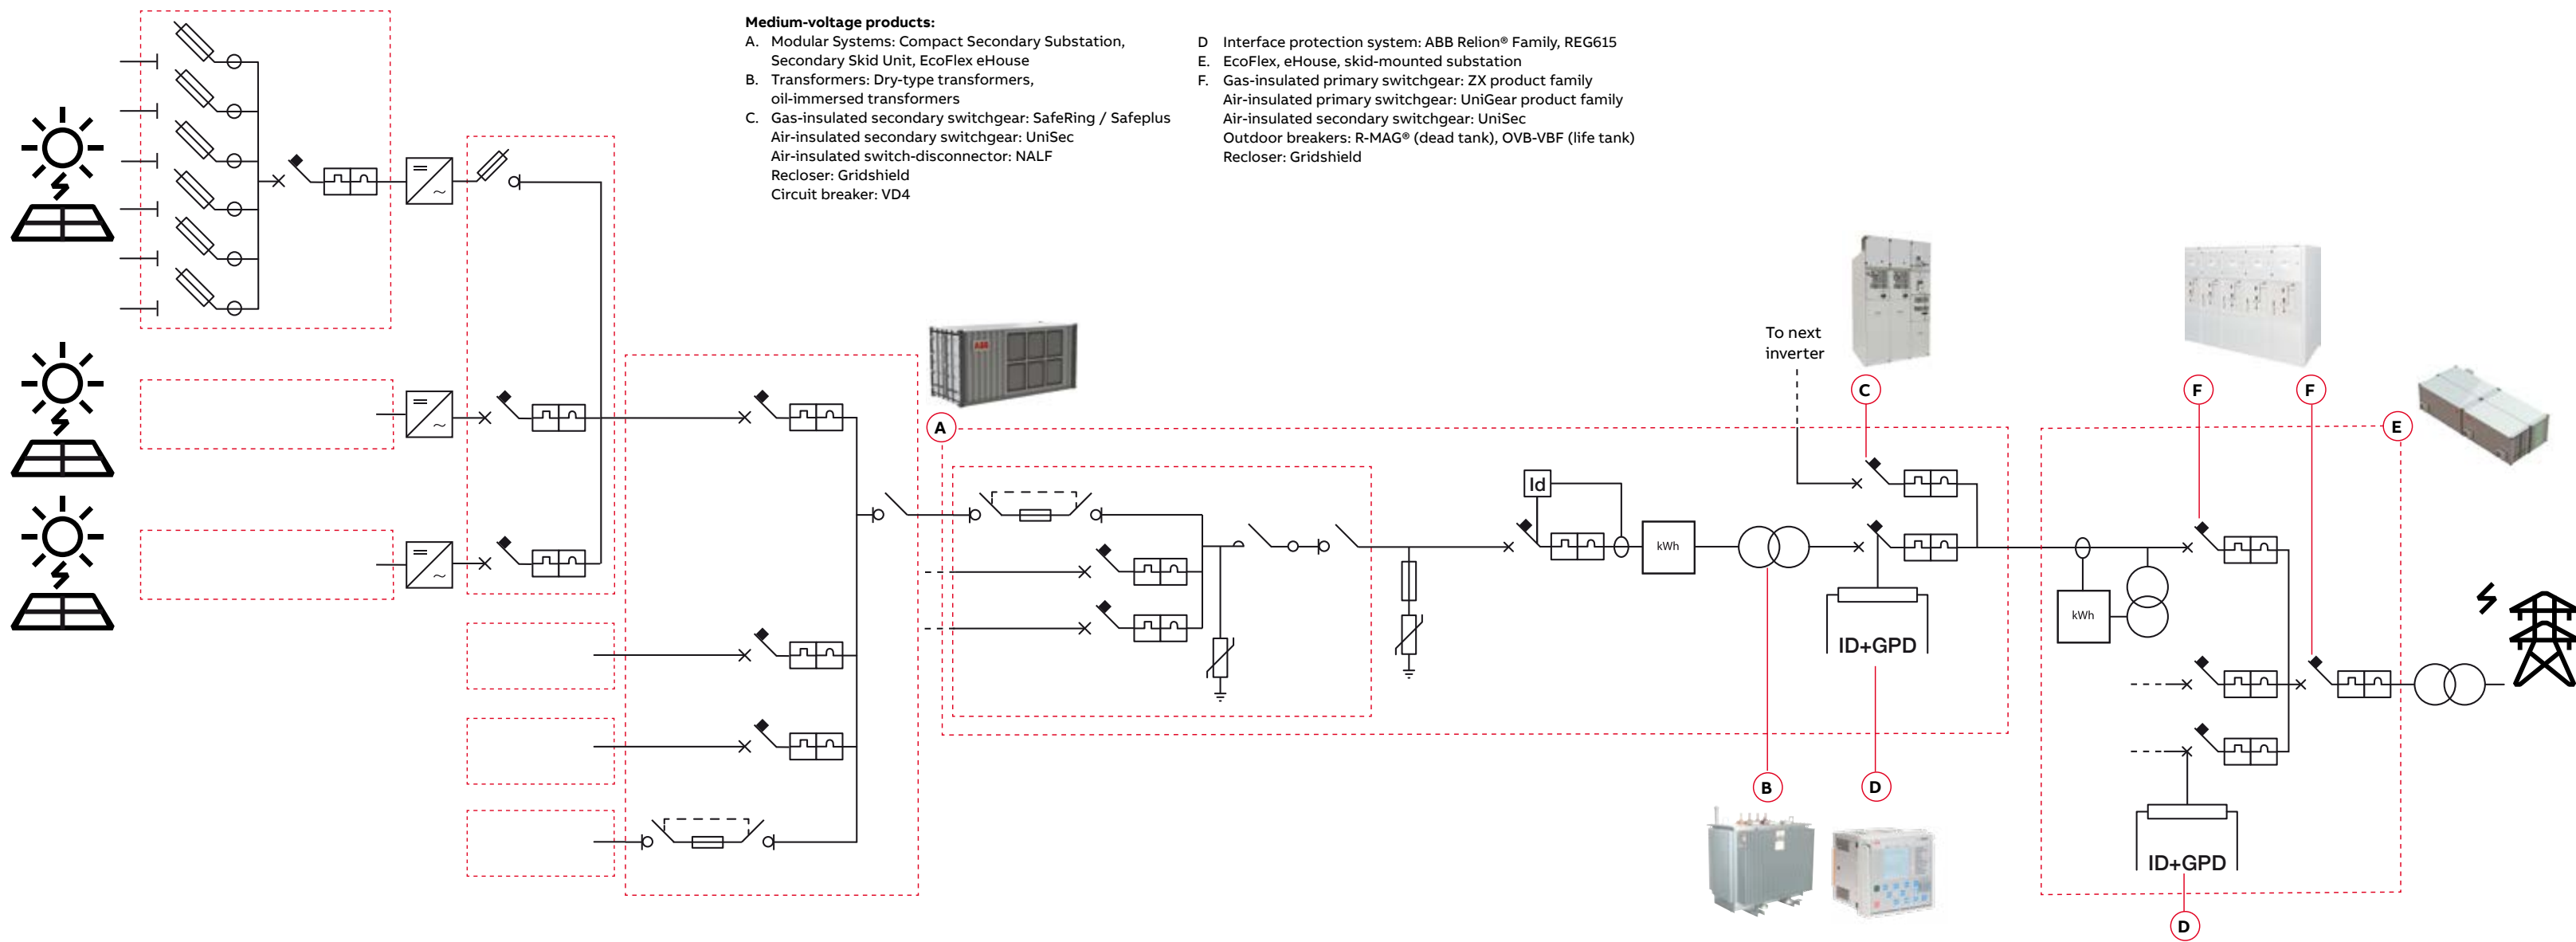 Medium-voltage products:
A. Modular Systems: Compact Secondary Substation,
Secondary Skid Unit, EcoFlex eHouse
B. Transformers: Dry-type transformers,
oil-immersed transformers
C. Gas-insulated secondary switchgear: SafeRing / Safeplus
Air-insulated secondary switchgear: UniSec
Air-insulated switch-disconnector: NALF
Recloser: Gridshield
Circuit breaker: VD4
D Interface protection system: ABB Relion® Family, REG615
E. EcoFlex, eHouse, skid-mounted substation
F. Gas-insulated primary switchgear: ZX product family
Air-insulated primary switchgear: UniGear product family
Air-insulated secondary switchgear: UniSec
Outdoor breakers: R-MAG® (dead tank), OVB-VBF (life tank)
Recloser: Gridshield
ABB
To next
inverter
A
C
F
F
E
Id
kWh
ID+GPD
kWh
B
D
ID+GPD
D